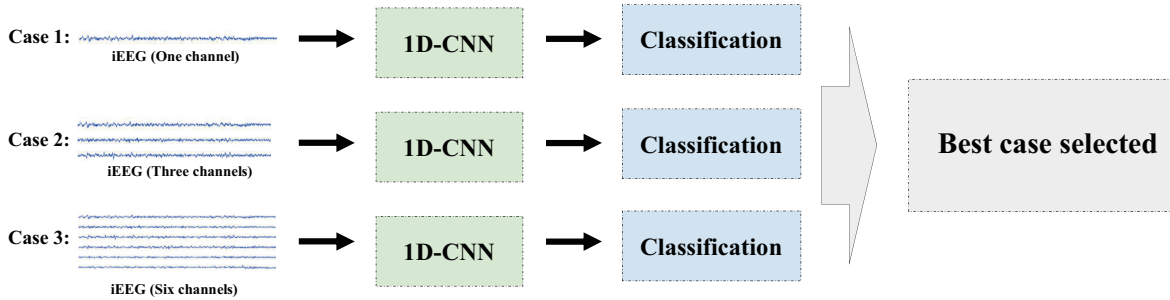 Case 1:
iEEG (One channel)
1D-CNN
Classification
Case 2:
iEEG (Three channels)
1D-CNN
Classification
Best case selected
Case 3:
iEEG (Six channels)
1D-CNN
Classification